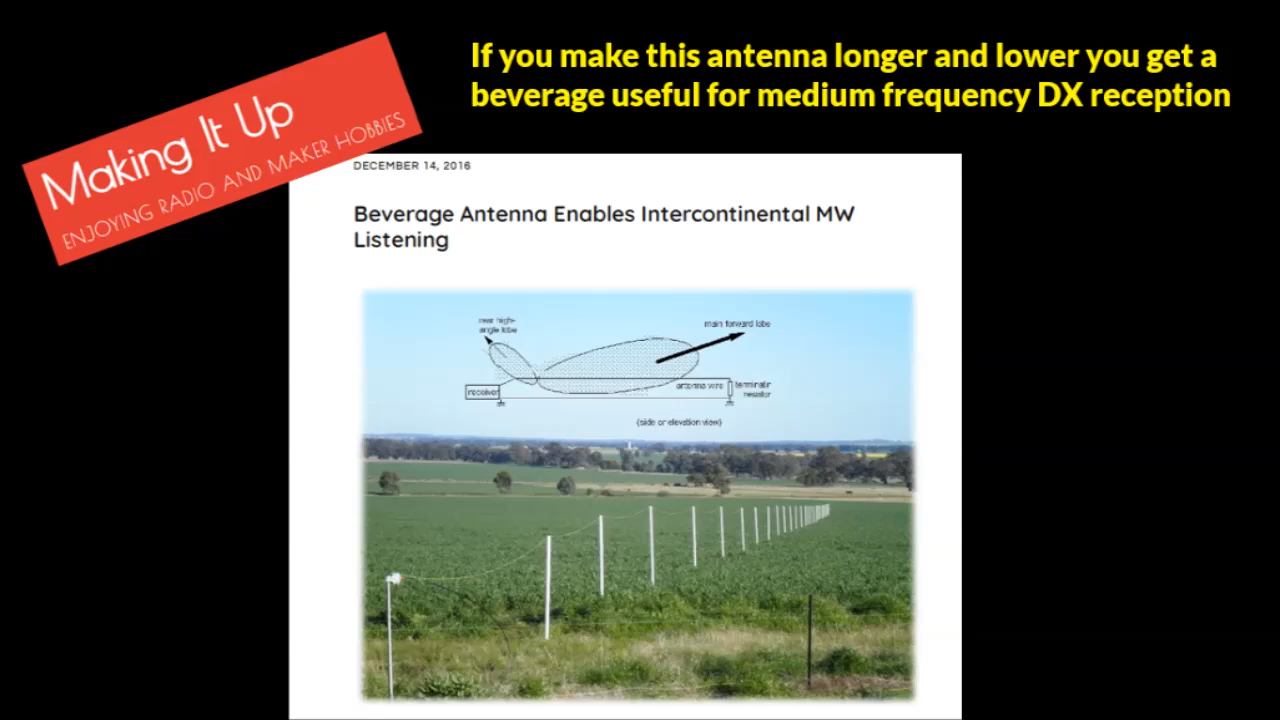 If you make this antenna longer and lower you get a
beverage useful for medium frequency DX reception
Making It Up
ENJOYING RADIO AND MAKER HOBBIES
DECEMBER 14, 2016
Beverage Antenna Enables Intercontinental MW
Listening
rear high-
angle lobe
main forward lobe
receiver
antenna wire
terminatin
resistor
(side or elevation view)